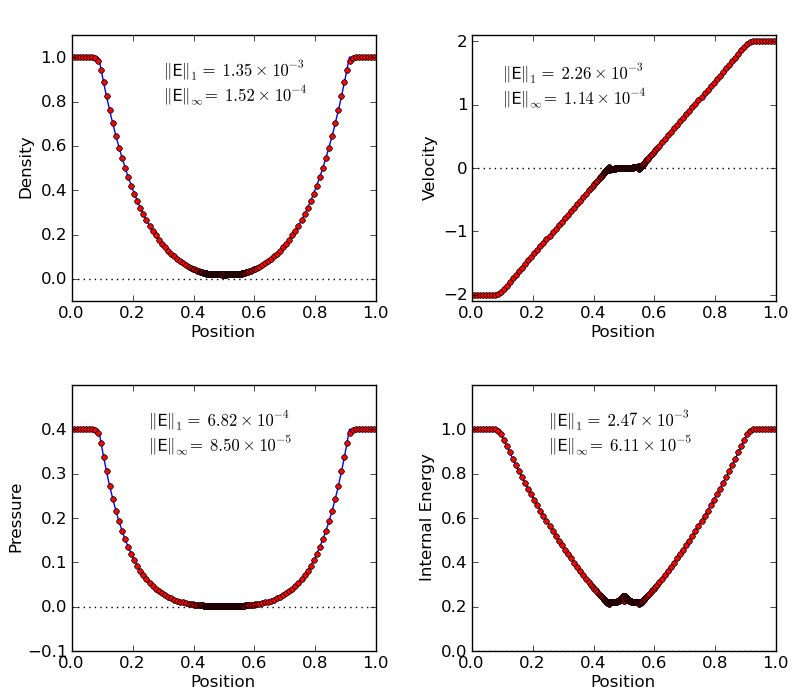 ‖E‖₁ = 1.35 × 10⁻³
‖E‖∞ = 1.52 × 10⁻⁴
1.0
0.8
0.6
0.4
0.2
0.0
Density
0.0 0.2 0.4 0.6 0.8 1.0
Position
‖E‖₁ = 2.26 × 10⁻³
‖E‖∞ = 1.14 × 10⁻⁴
2
1
0
−1
−2
Velocity
0.0 0.2 0.4 0.6 0.8 1.0
Position
‖E‖₁ = 6.82 × 10⁻⁴
‖E‖∞ = 8.50 × 10⁻⁵
0.4
0.3
0.2
0.1
0.0
−0.1
Pressure
0.0 0.2 0.4 0.6 0.8 1.0
Position
‖E‖₁ = 2.47 × 10⁻³
‖E‖∞ = 6.11 × 10⁻⁵
1.0
0.8
0.6
0.4
0.2
0.0
Internal Energy
0.0 0.2 0.4 0.6 0.8 1.0
Position